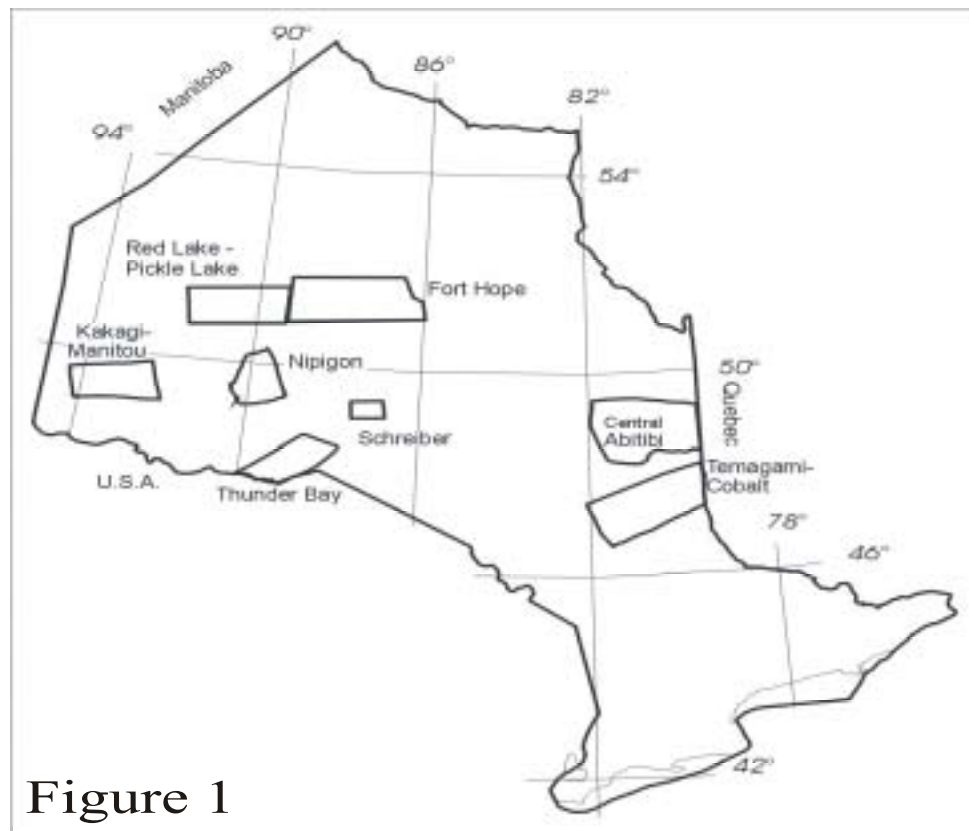 90°
Manitoba
86°
82°
94°
54°
Red Lake -
Pickle Lake
Fort Hope
Kakagi-
Manitou
Nipigon
50°
Quebec
Central
Abitibi
Schreiber
Temagami-
Cobalt
U.S.A.
Thunder Bay
78°
46°
42°
Figure 1